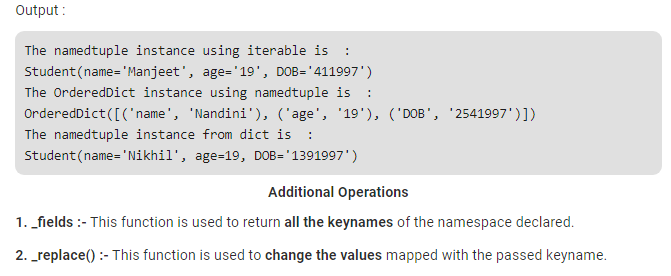 Output :
The namedtuple instance using iterable is  :
Student(name='Manjeet', age='19', DOB='411997')
The OrderedDict instance using namedtuple is  :
OrderedDict([('name', 'Nandini'), ('age', '19'), ('DOB', '2541997')])
The namedtuple instance from dict is  :
Student(name='Nikhil', age=19, DOB='1391997')
Additional Operations
1. _fields :- This function is used to return all the keynames of the namespace declared.
2. _replace() :- This function is used to change the values mapped with the passed keyname.